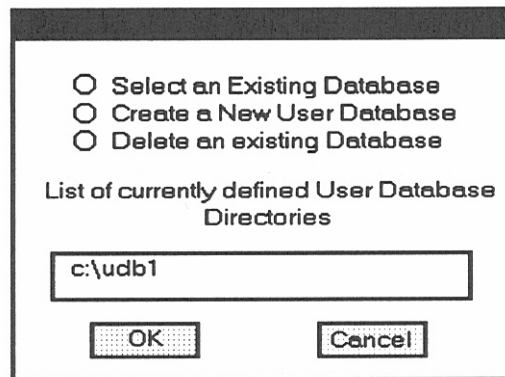 Select an Existing Database
Create a New User Database
Delete an existing Database
List of currently defined User Database
Directories
c:\udb1
OK
Cancel